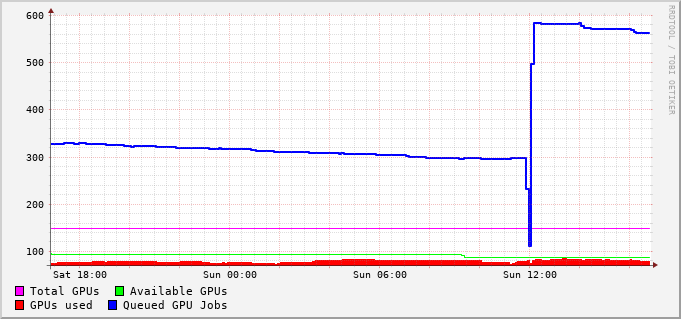 600
500
400
300
200
100
Sat 18:00 Sun 00:00 Sun 06:00 Sun 12:00
Total GPUs Available GPUs
GPUs used Queued GPU Jobs
RRDTOOL / TOBI OETIKER